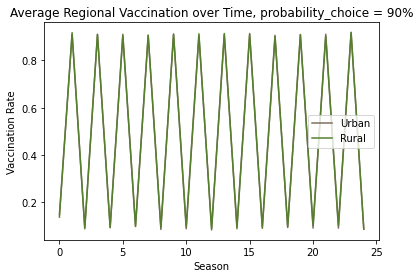 Average Regional Vaccination over Time, probability_choice = 90%
Vaccination Rate
0.8
0.6
0.4
0.2
Urban
Rural
0 5 10 15 20 25
Season